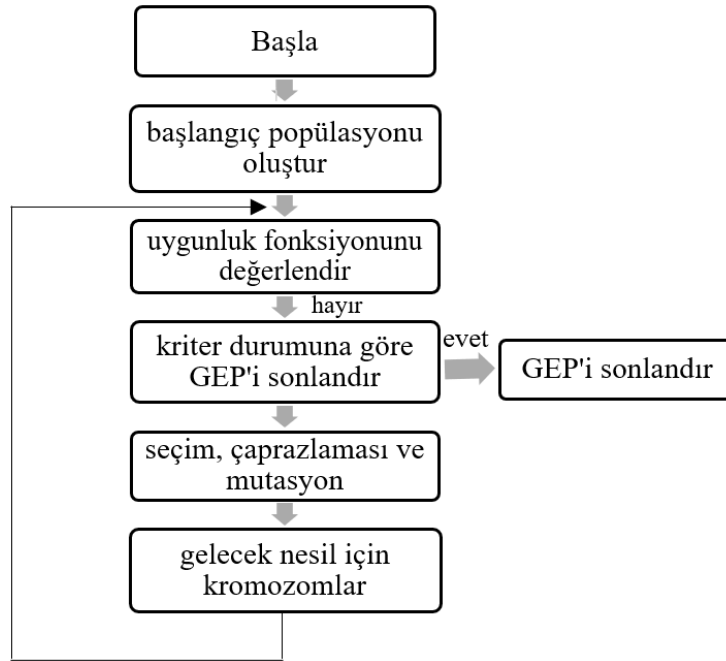 Başla
başlangıç popülasyonu
oluştur
uygunluk fonksiyonunu
değerlendir
hayır
kriter durumuna göre
GEP'i sonlandır
evet
GEP'i sonlandır
seçim, çaprazlaması ve
mutasyon
gelecek nesil için
kromozomlar